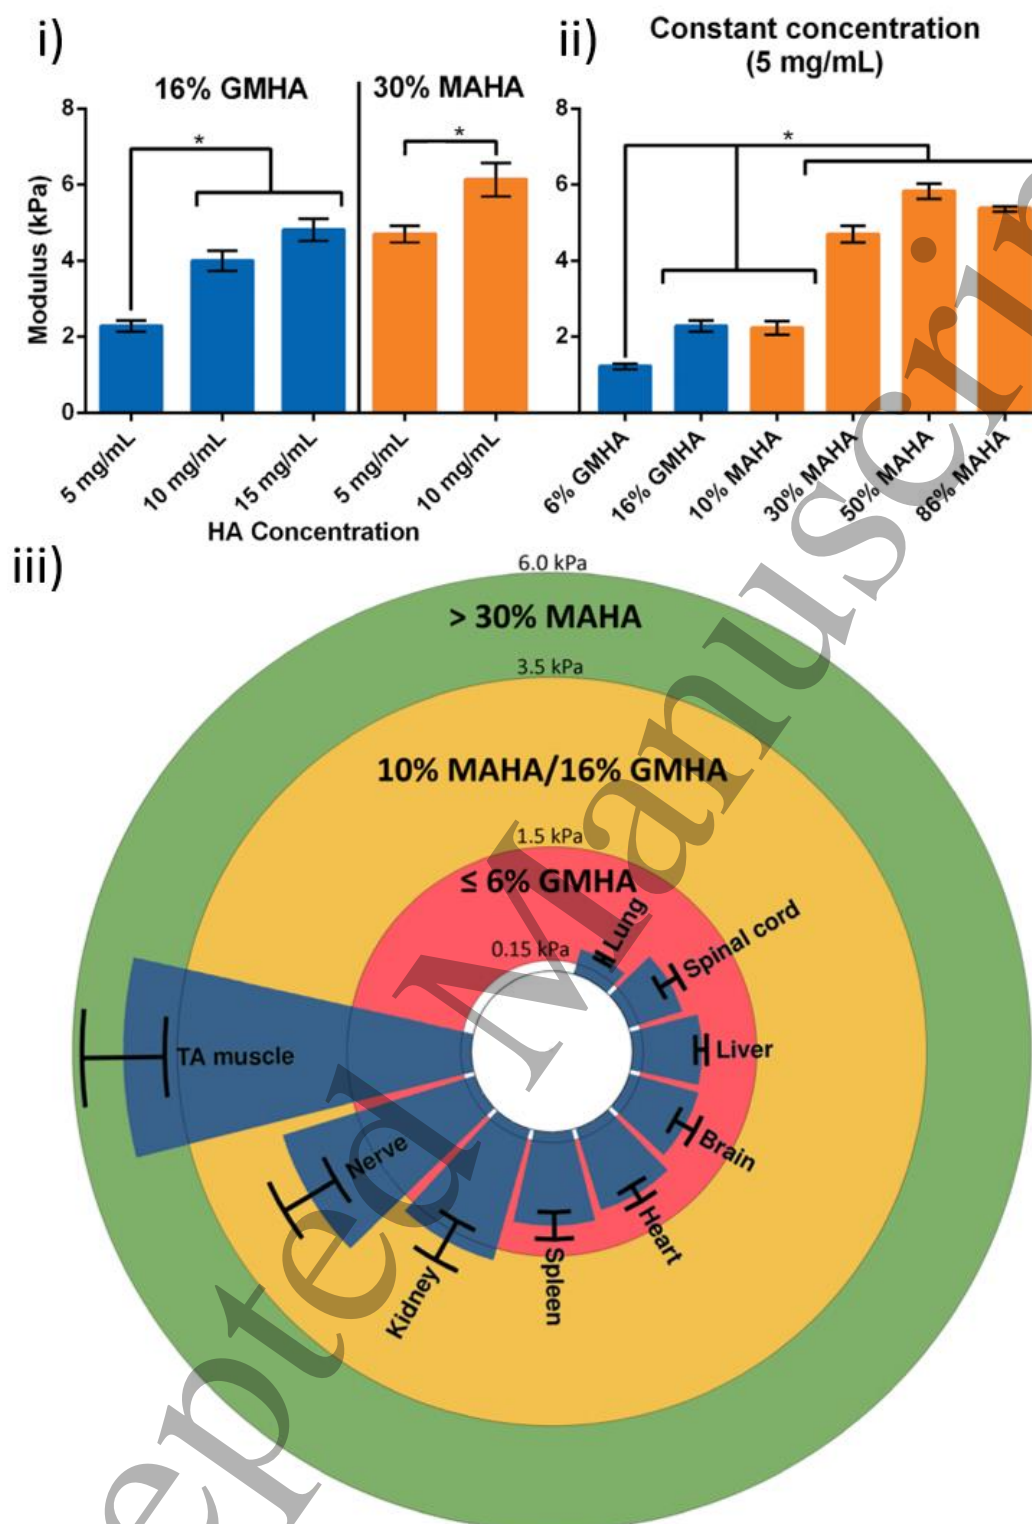 i)
16% GMHA
30% MAHA
*
*
8
6
4
2
0
Modulus (kPa)
5 mg/mL
10 mg/mL
15 mg/mL
5 mg/mL
10 mg/mL
HA Concentration
ii)
Constant concentration
(5 mg/mL)
*
8
6
4
2
6% GMHA
16% GMHA
10% MAHA
30% MAHA
50% MAHA
86% MAHA
iii)
6.0 kPa
> 30% MAHA
3.5 kPa
10% MAHA/16% GMHA
1.5 kPa
≤ 6% GMHA
0.15 kPa
Lung
Spinal cord
Liver
Brain
Heart
Spleen
Kidney
Nerve
TA muscle
epted Manuscrip